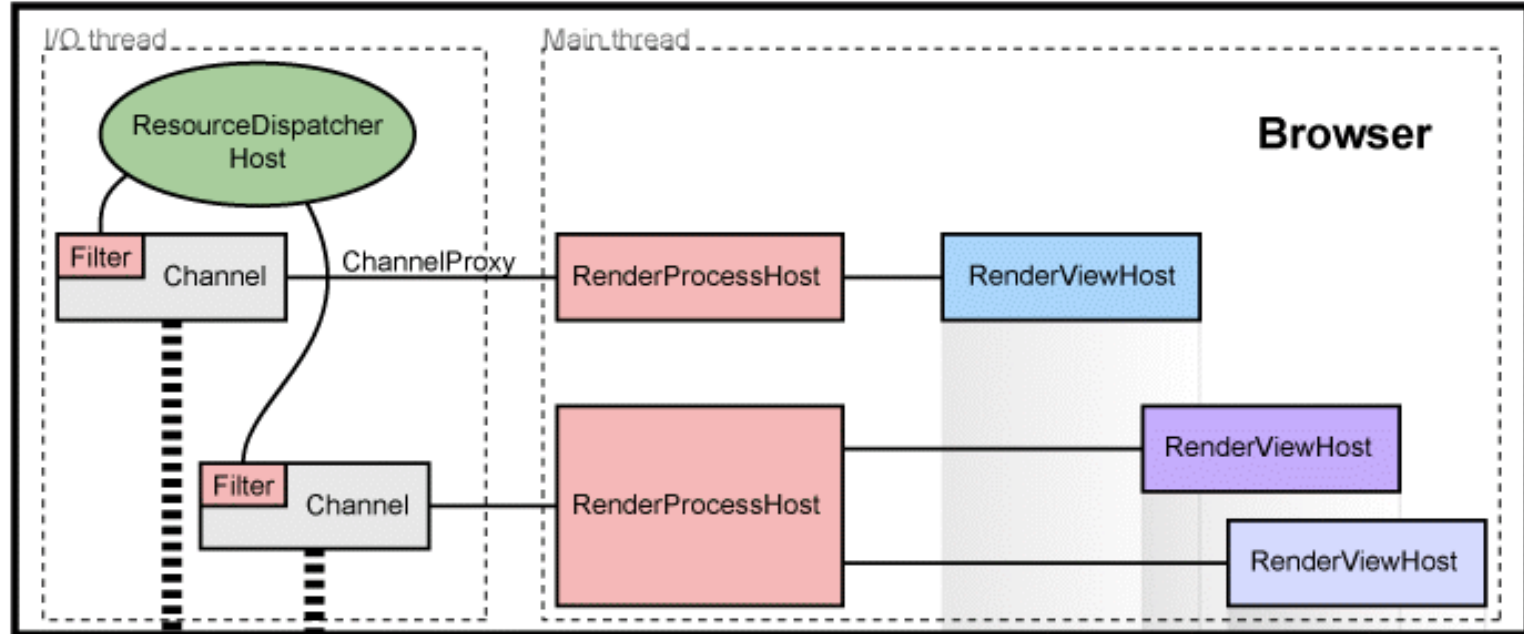 I/O thread
Main thread
ResourceDispatcher
Host
Browser
Filter
Channel
ChannelProxy
RenderProcessHost
RenderViewHost
RenderViewHost
Filter
Channel
RenderProcessHost
RenderViewHost